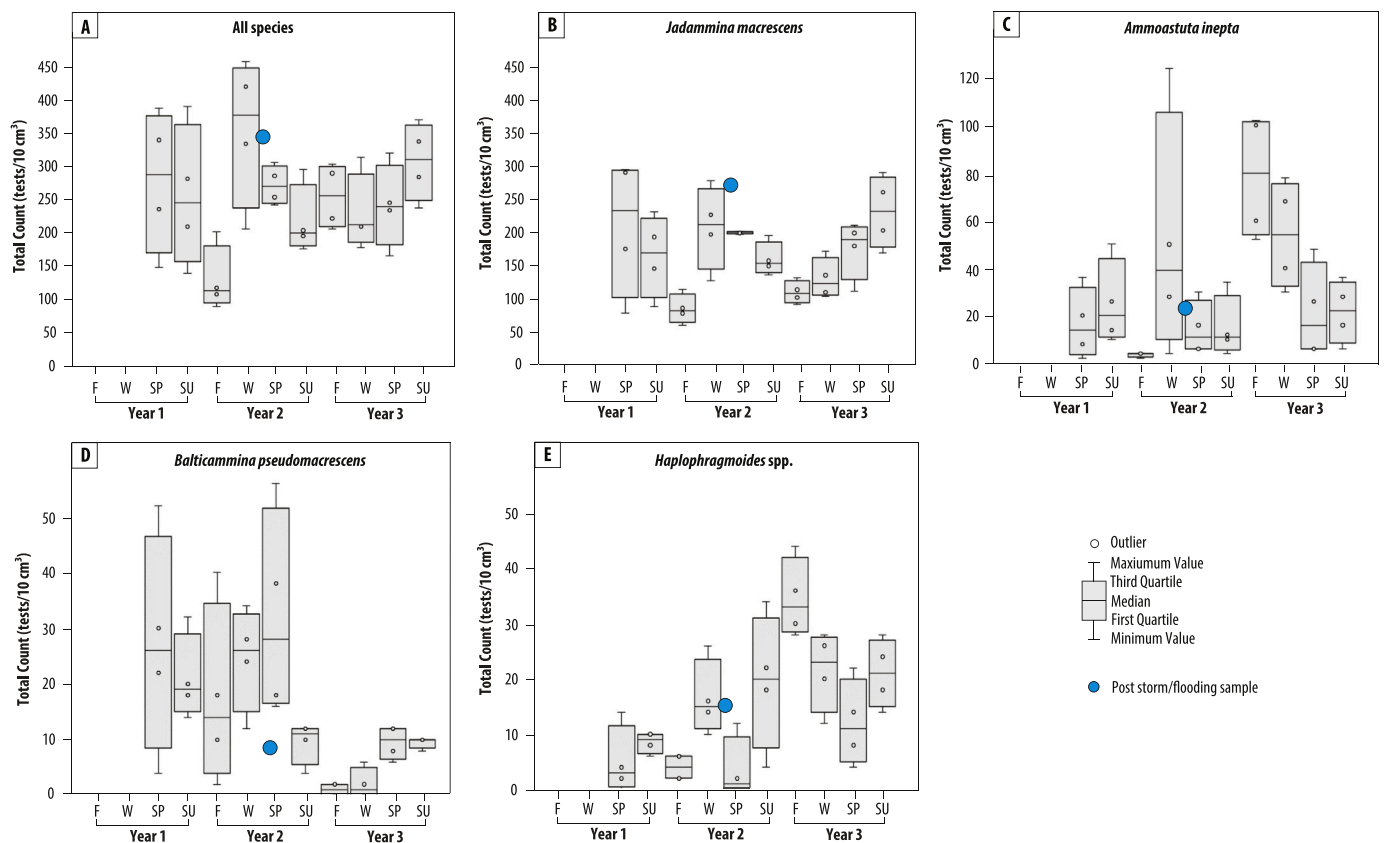 A
All species
Total Count (tests/10 cm³)
450
400
350
300
250
200
150
100
50
0
F W SP SU F W SP SU F W SP SU
Year 1 Year 2 Year 3
B
Jadammina macrescens
Total Count (tests/10 cm³)
450
400
350
300
250
200
150
100
50
0
F W SP SU F W SP SU F W SP SU
Year 1 Year 2 Year 3
C
Ammoastuta inepta
Total Count (tests/10 cm³)
120
100
80
60
40
20
0
F W SP SU F W SP SU F W SP SU
Year 1 Year 2 Year 3
D
Balticammina pseudomacrescens
Total Count (tests/10 cm³)
50
40
30
20
10
0
F W SP SU F W SP SU F W SP SU
Year 1 Year 2 Year 3
E
Haplophragmoides spp.
Total Count (tests/10 cm³)
50
40
30
20
10
0
F W SP SU F W SP SU F W SP SU
Year 1 Year 2 Year 3
Outlier
Maxiumum Value
Third Quartile
Median
First Quartile
Minimum Value
Post storm/flooding sample